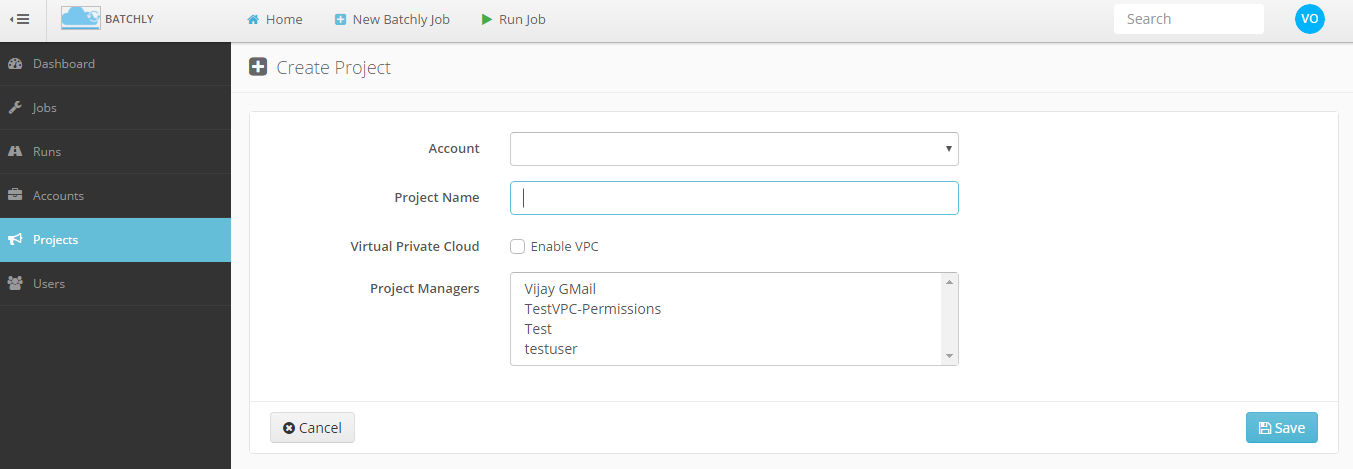 BATCHLY
Home
New Batchly Job
Run Job
Search
VO
Dashboard
Jobs
Runs
Accounts
Projects
Users
Create Project
Account
Project Name
Virtual Private Cloud
Enable VPC
Project Managers
Vijay GMail
TestVPC-Permissions
Test
testuser
Cancel
Save